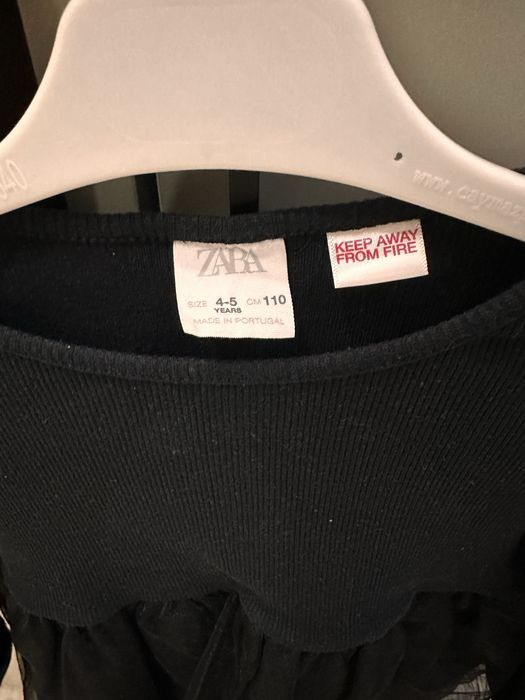 ZARA
SIZE 4-5 CM 110
YEARS
MADE IN PORTUGAL
KEEP AWAY
FROM FIRE